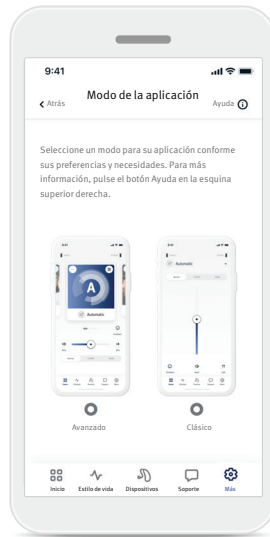 9:41
Atrás
Modo de la aplicación
Ayuda
Seleccione un modo para su aplicación conforme
sus preferencias y necesidades. Para más
información, pulse el botón Ayuda en la esquina
superior derecha.
A
Automatic
Automatic
Avanzado
Clásico
Inicio
Estilo de vida
Dispositivos
Soporte
Más